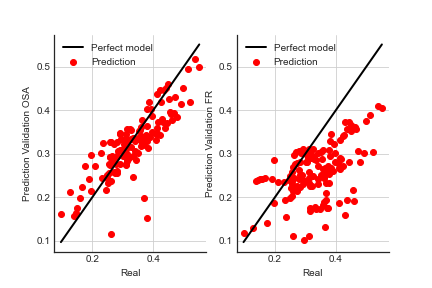 Perfect model
Prediction
0.5
0.4
0.3
0.2
0.1
0.2
0.4
Prediction Validation OSA
Real
Perfect model
Prediction
0.5
0.4
0.3
0.2
0.1
0.2
0.4
Prediction Validation FR
Real